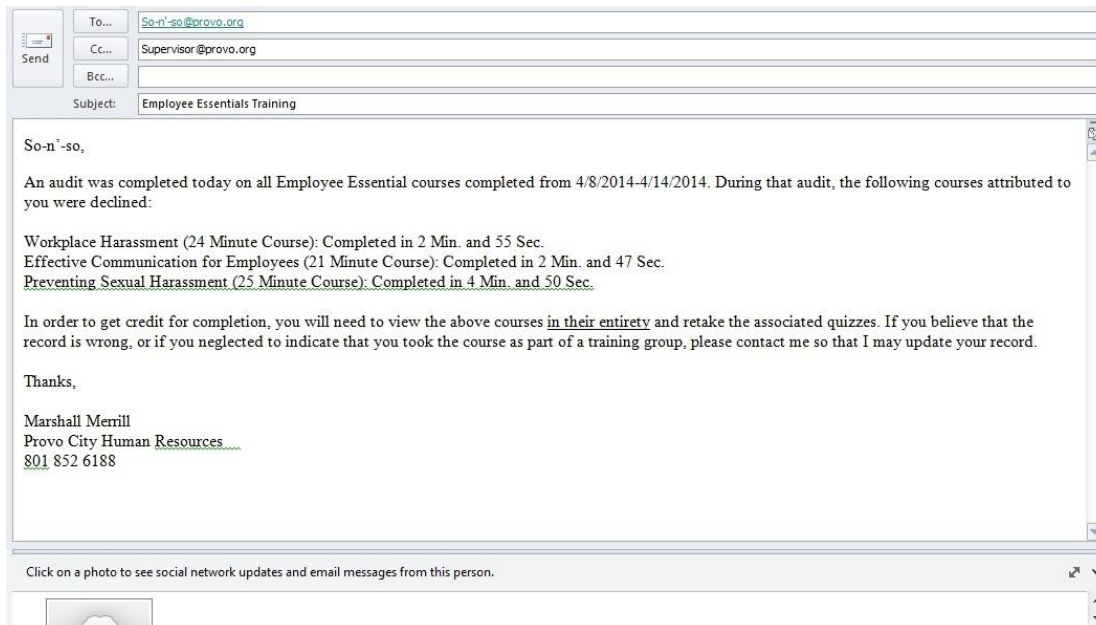 To...
So-n'-so@provo.org
Send
Cc...
Supervisor@provo.org
Bcc...
Subject:
Employee Essentials Training
So-n'-so,
An audit was completed today on all Employee Essential courses completed from 4/8/2014-4/14/2014. During that audit, the following courses attributed to
you were declined:
Workplace Harassment (24 Minute Course): Completed in 2 Min. and 55 Sec.
Effective Communication for Employees (21 Minute Course): Completed in 2 Min. and 47 Sec.
Preventing Sexual Harassment (25 Minute Course): Completed in 4 Min. and 50 Sec.
In order to get credit for completion, you will need to view the above courses in their entirety and retake the associated quizzes. If you believe that the
record is wrong, or if you neglected to indicate that you took the course as part of a training group, please contact me so that I may update your record.
Thanks,
Marshall Merrill
Provo City Human Resources
801 852 6188
Click on a photo to see social network updates and email messages from this person.